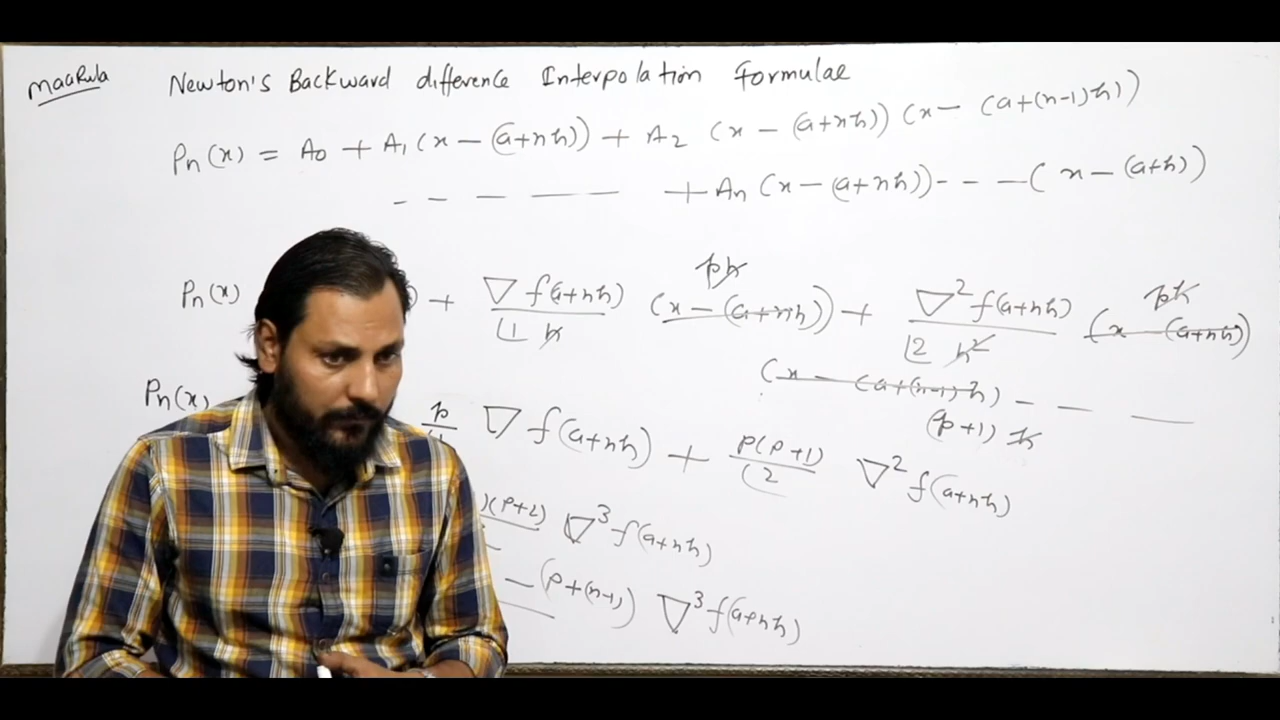 MaaRula
Newton's Backward difference Interpolation formulae
Pn(x) = A0 + A1 (x − (a+nh)) + A2 (x − (a+nh)) (x − (a+(n-1)h))
− − − − − + An (x − (a+nh)) - - - ( x − (a+h))
ph ph
Pn(x) ) + ∇ f(a+nh) (x − (a+nh)) + ∇² f(a+nh) (x − (a+nh))
⌊1 h ⌊2 h²
(x − (a+(n-1)h) − − −
(p+1) h
Pn(x) p ∇ f(a+nh) + P(P+1) ∇² f(a+nh)
⌊2
)(P+2) ∇³ f(a+nh)
− (P+(n-1) ∇³ f(a+nh)